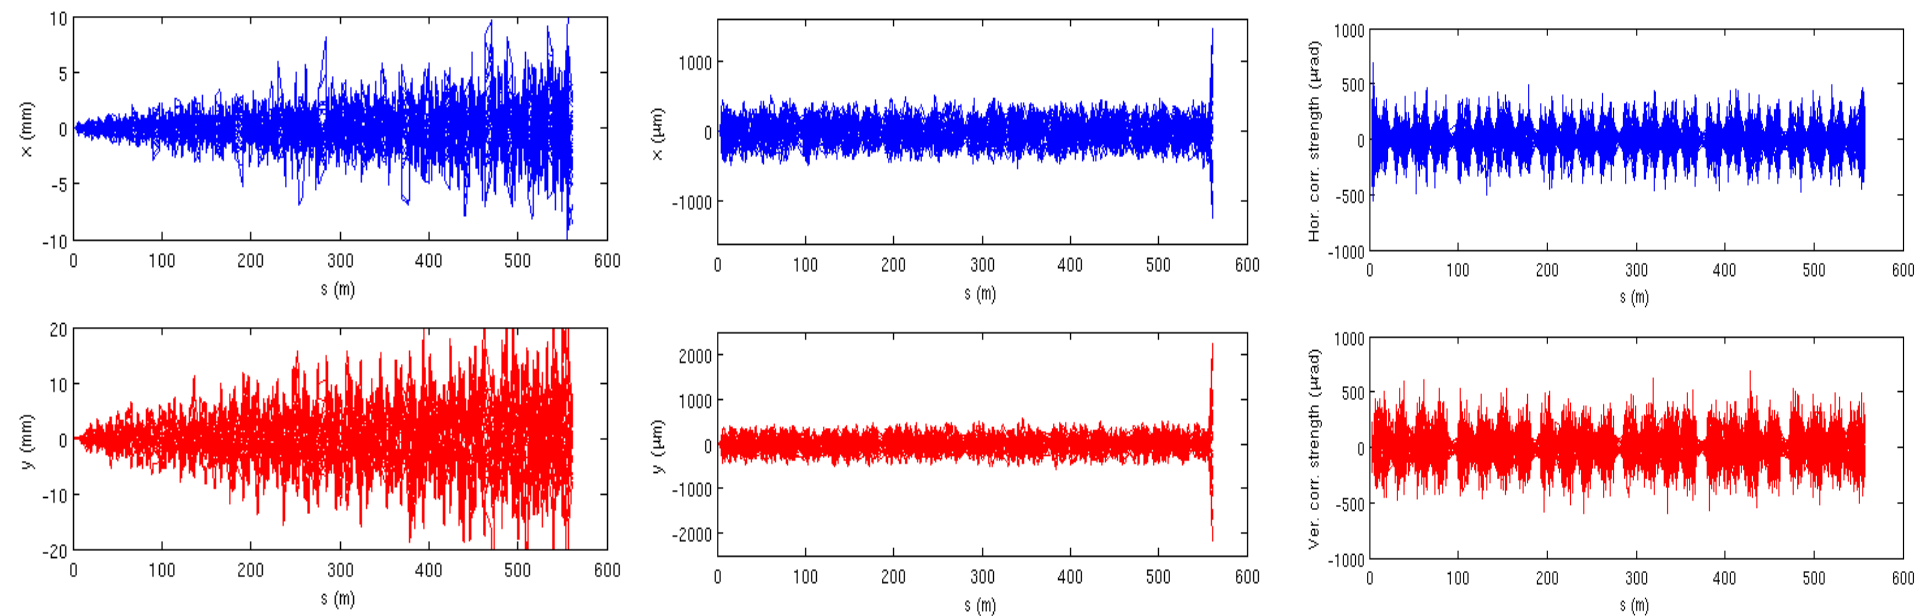 x (mm)
10
5
0
-5
-10
0 100 200 300 400 500 600
s (m)
x (µm)
1000
0
-1000
0 100 200 300 400 500 600
s (m)
Hor. corr. strength (µrad)
1000
500
0
-500
-1000
0 100 200 300 400 500 600
s (m)
y (mm)
20
10
0
-10
-20
0 100 200 300 400 500 600
s (m)
y (µm)
2000
1000
0
-1000
-2000
0 100 200 300 400 500 600
s (m)
Ver. corr. strength (µrad)
1000
500
0
-500
-1000
0 100 200 300 400 500 600
s (m)